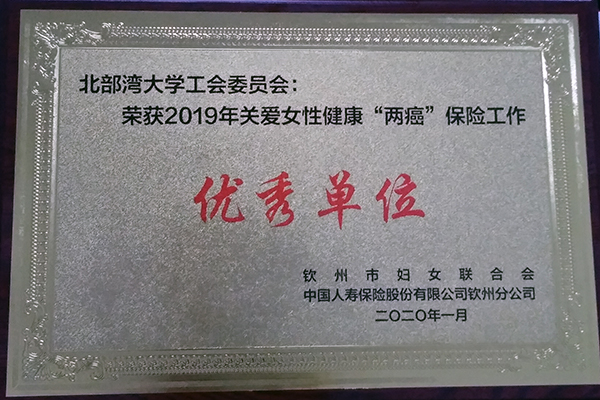 北部湾大学工会委员会：
荣获2019年关爱女性健康“两癌”保险工作
优秀单位
钦州市妇女联合会
中国人寿保险股份有限公司钦州分公司
二〇二〇年一月